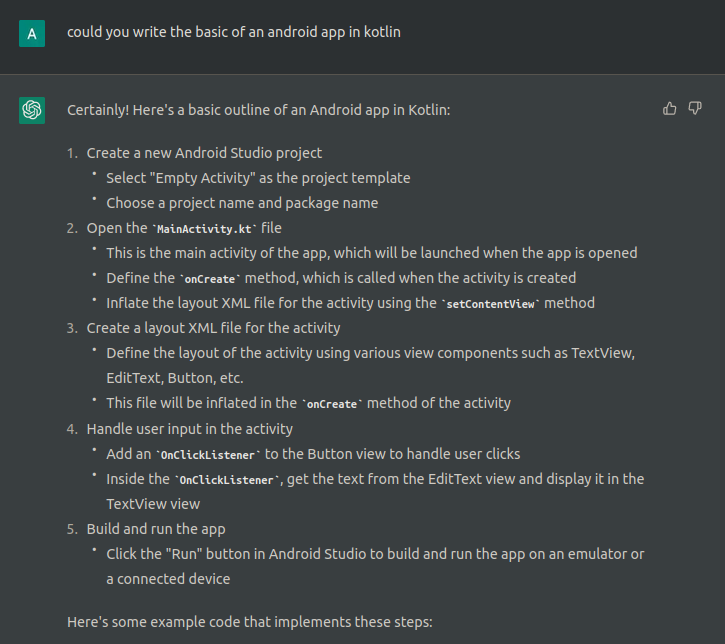 A could you write the basic of an android app in kotlin
Certainly! Here's a basic outline of an Android app in Kotlin:
1. Create a new Android Studio project
• Select "Empty Activity" as the project template
• Choose a project name and package name
2. Open the `MainActivity.kt` file
• This is the main activity of the app, which will be launched when the app is opened
• Define the `onCreate` method, which is called when the activity is created
• Inflate the layout XML file for the activity using the `setContentView` method
3. Create a layout XML file for the activity
• Define the layout of the activity using various view components such as TextView,
EditText, Button, etc.
• This file will be inflated in the `onCreate` method of the activity
4. Handle user input in the activity
• Add an `OnClickListener` to the Button view to handle user clicks
• Inside the `OnClickListener`, get the text from the EditText view and display it in the
TextView view
5. Build and run the app
• Click the "Run" button in Android Studio to build and run the app on an emulator or
a connected device
Here's some example code that implements these steps: